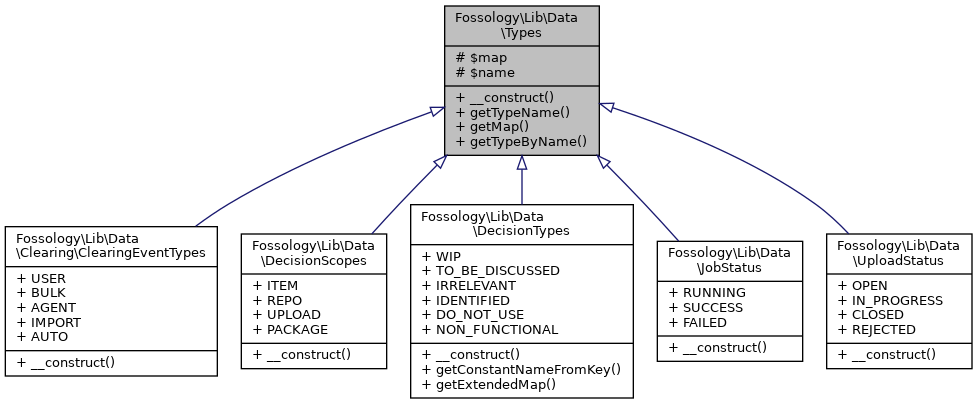 Fossology\Lib\Data
\Types
# $map
# $name
+ __construct()
+ getTypeName()
+ getMap()
+ getTypeByName()
Fossology\Lib\Data
\Clearing\ClearingEventTypes
+ USER
+ BULK
+ AGENT
+ IMPORT
+ AUTO
+ __construct()
Fossology\Lib\Data
\DecisionScopes
+ ITEM
+ REPO
+ UPLOAD
+ PACKAGE
+ __construct()
Fossology\Lib\Data
\DecisionTypes
+ WIP
+ TO_BE_DISCUSSED
+ IRRELEVANT
+ IDENTIFIED
+ DO_NOT_USE
+ NON_FUNCTIONAL
+ __construct()
+ getConstantNameFromKey()
+ getExtendedMap()
Fossology\Lib\Data
\JobStatus
+ RUNNING
+ SUCCESS
+ FAILED
+ __construct()
Fossology\Lib\Data
\UploadStatus
+ OPEN
+ IN_PROGRESS
+ CLOSED
+ REJECTED
+ __construct()